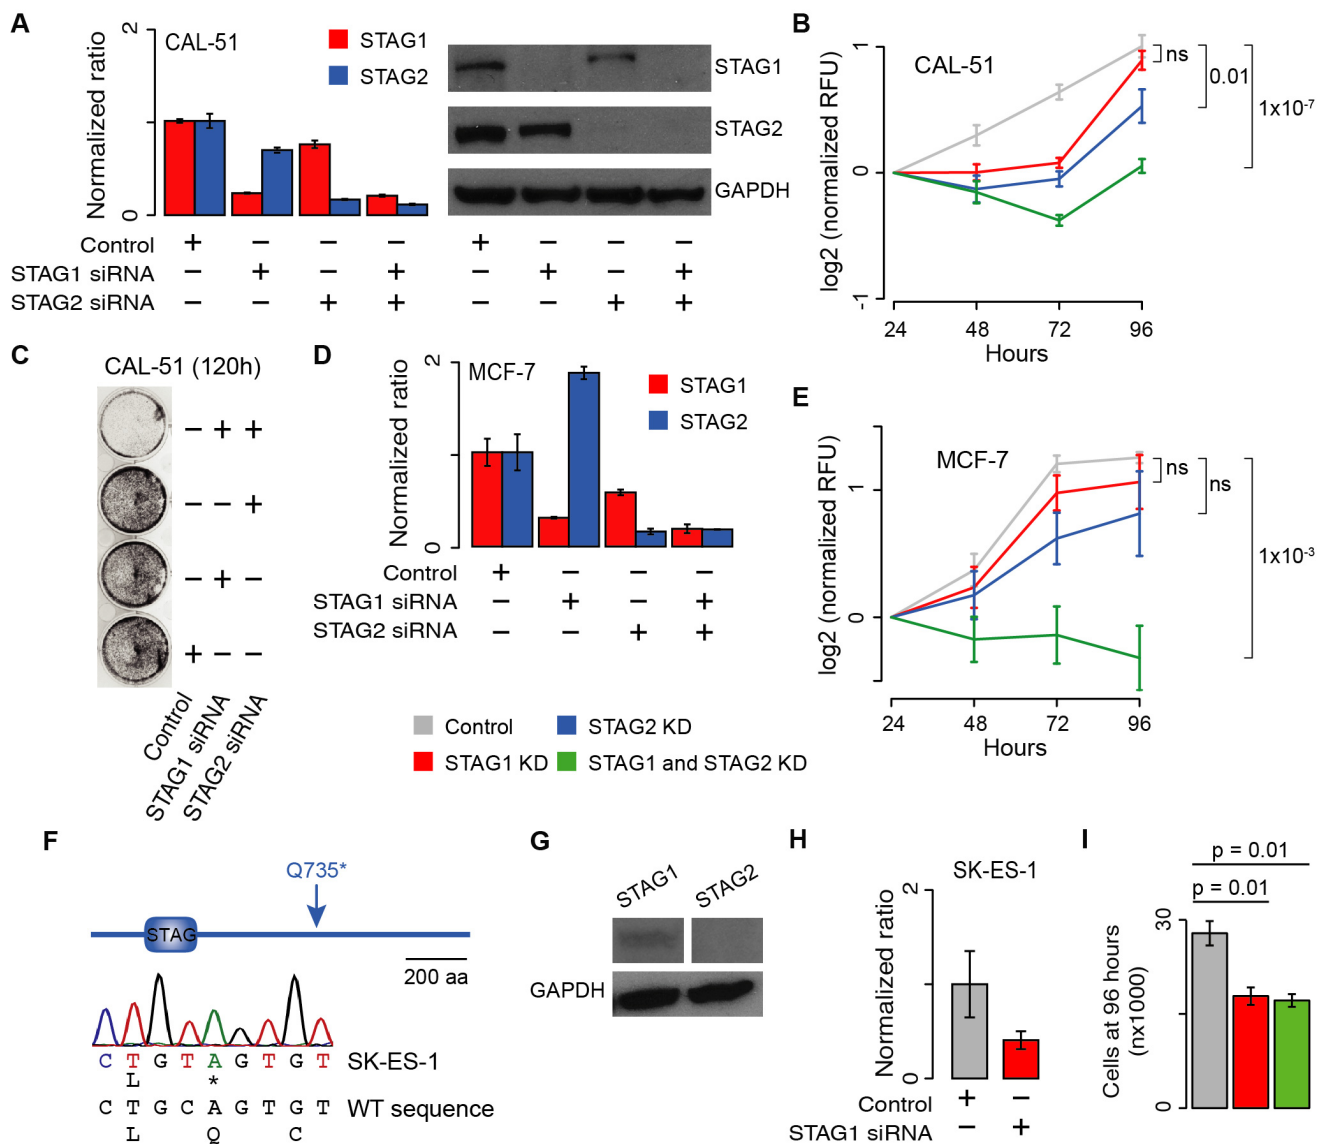 A
2
CAL-51
STAG1
STAG2
Normalized ratio
0
STAG1
STAG2
GAPDH
Control + − − − + − − −
STAG1 siRNA − + − + − + − +
STAG2 siRNA − − + + − − + +
B
CAL-51
1
0
-1
log2 (normalized RFU)
24 48 72 96
Hours
ns
0.01
1x10-7
C
CAL-51 (120h)
− + +
− − +
− + −
+ − −
Control
STAG1 siRNA
STAG2 siRNA
D
2
MCF-7
STAG1
STAG2
Normalized ratio
0
Control + − − −
STAG1 siRNA − + − +
STAG2 siRNA − − + +
E
MCF-7
1
0
log2 (normalized RFU)
24 48 72 96
Hours
ns
ns
1x10-3
Control
STAG2 KD
STAG1 KD
STAG1 and STAG2 KD
F
Q735*
STAG
200 aa
C T G T A G T G T SK-ES-1
L *
C T G C A G T G T WT sequence
L Q C
G
STAG1 STAG2
GAPDH
H
SK-ES-1
2
Normalized ratio
0
Control + −
STAG1 siRNA − +
I
p = 0.01
p = 0.01
30
Cells at 96 hours
(nx1000)
0